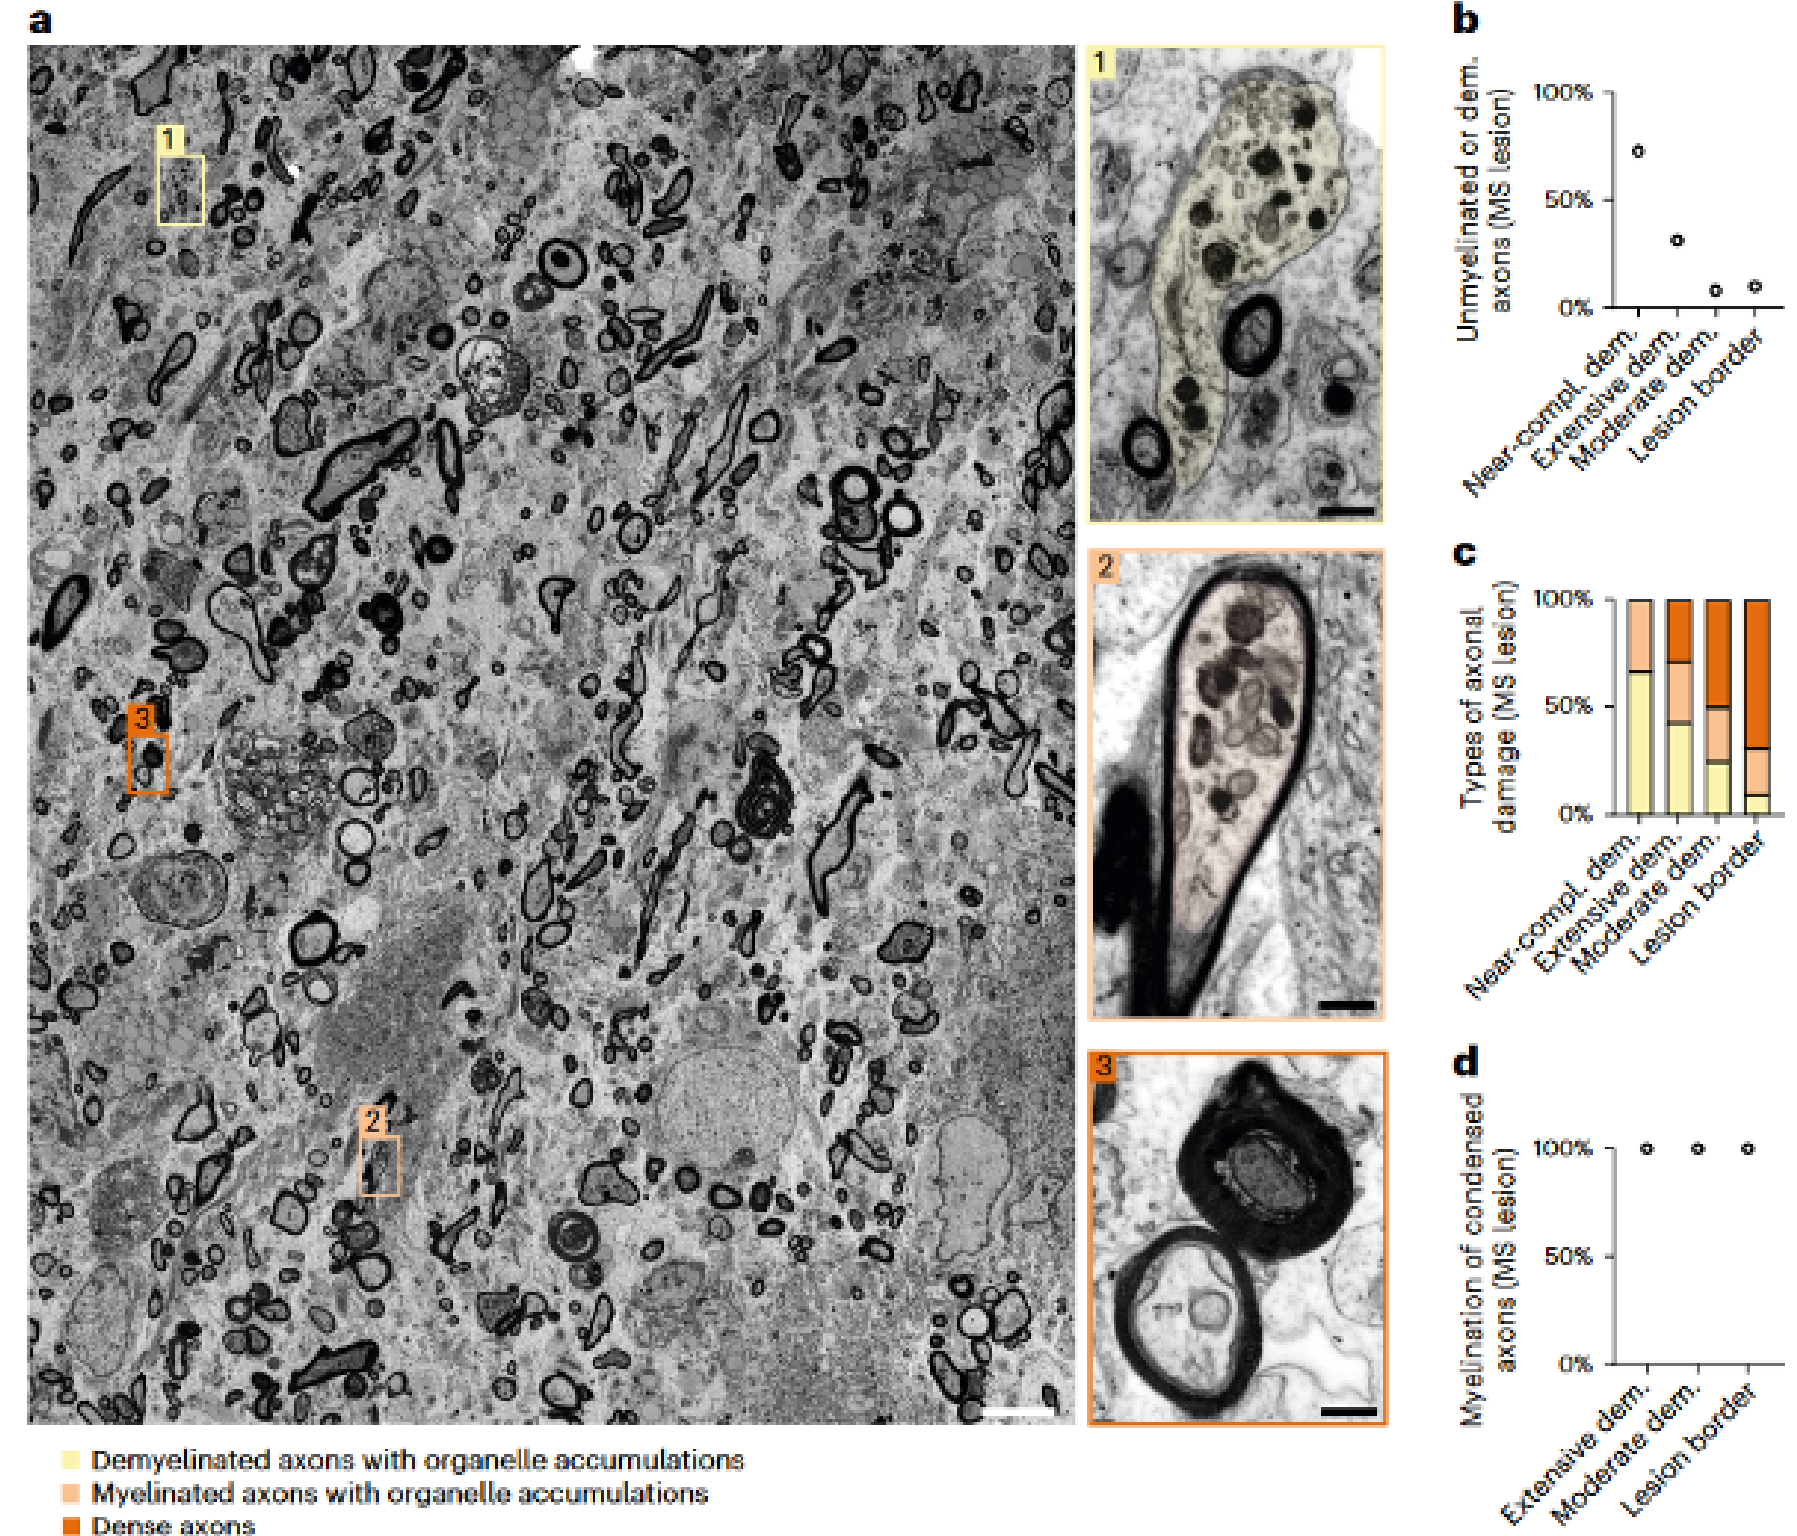 a
1
3
2
1
2
3
Demyelinated axons with organelle accumulations
Myelinated axons with organelle accumulations
Dense axons
b
Unmyelinated or dem.
axons (MS lesion)
100%
50%
0%
Near-compl. dem.
Extensive dem.
Moderate dem.
Lesion border
c
Types of axonal
damage (MS lesion)
100%
50%
0%
Near-compl. dem.
Extensive dem.
Moderate dem.
Lesion border
d
Myelination of condensed
axons (MS lesion)
100%
50%
0%
Extensive dem.
Moderate dem.
Lesion border